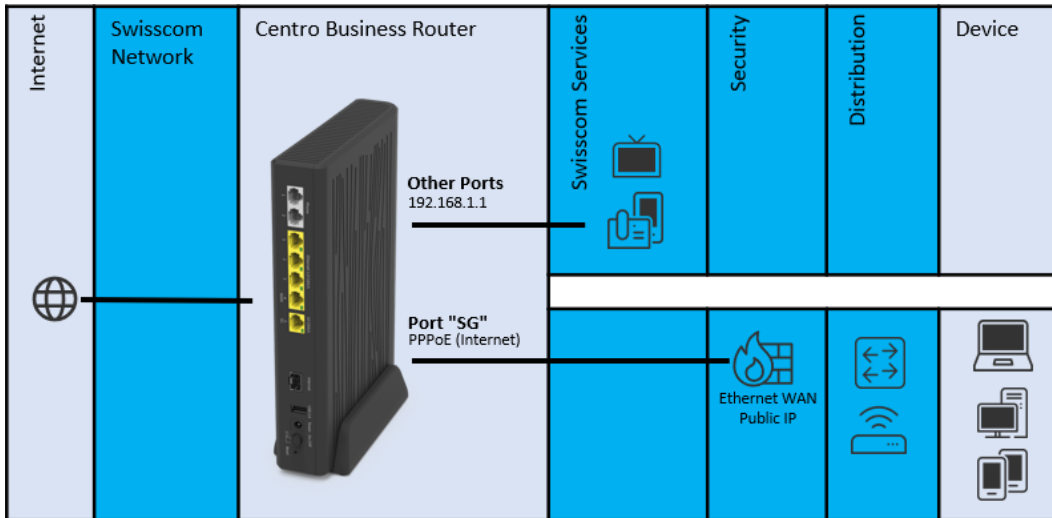 Internet
Swisscom
Network
Centro Business Router
Swisscom Services
Security
Distribution
Device
Other Ports
192.168.1.1
Port "SG"
PPPoE (Internet)
Ethernet WAN
Public IP